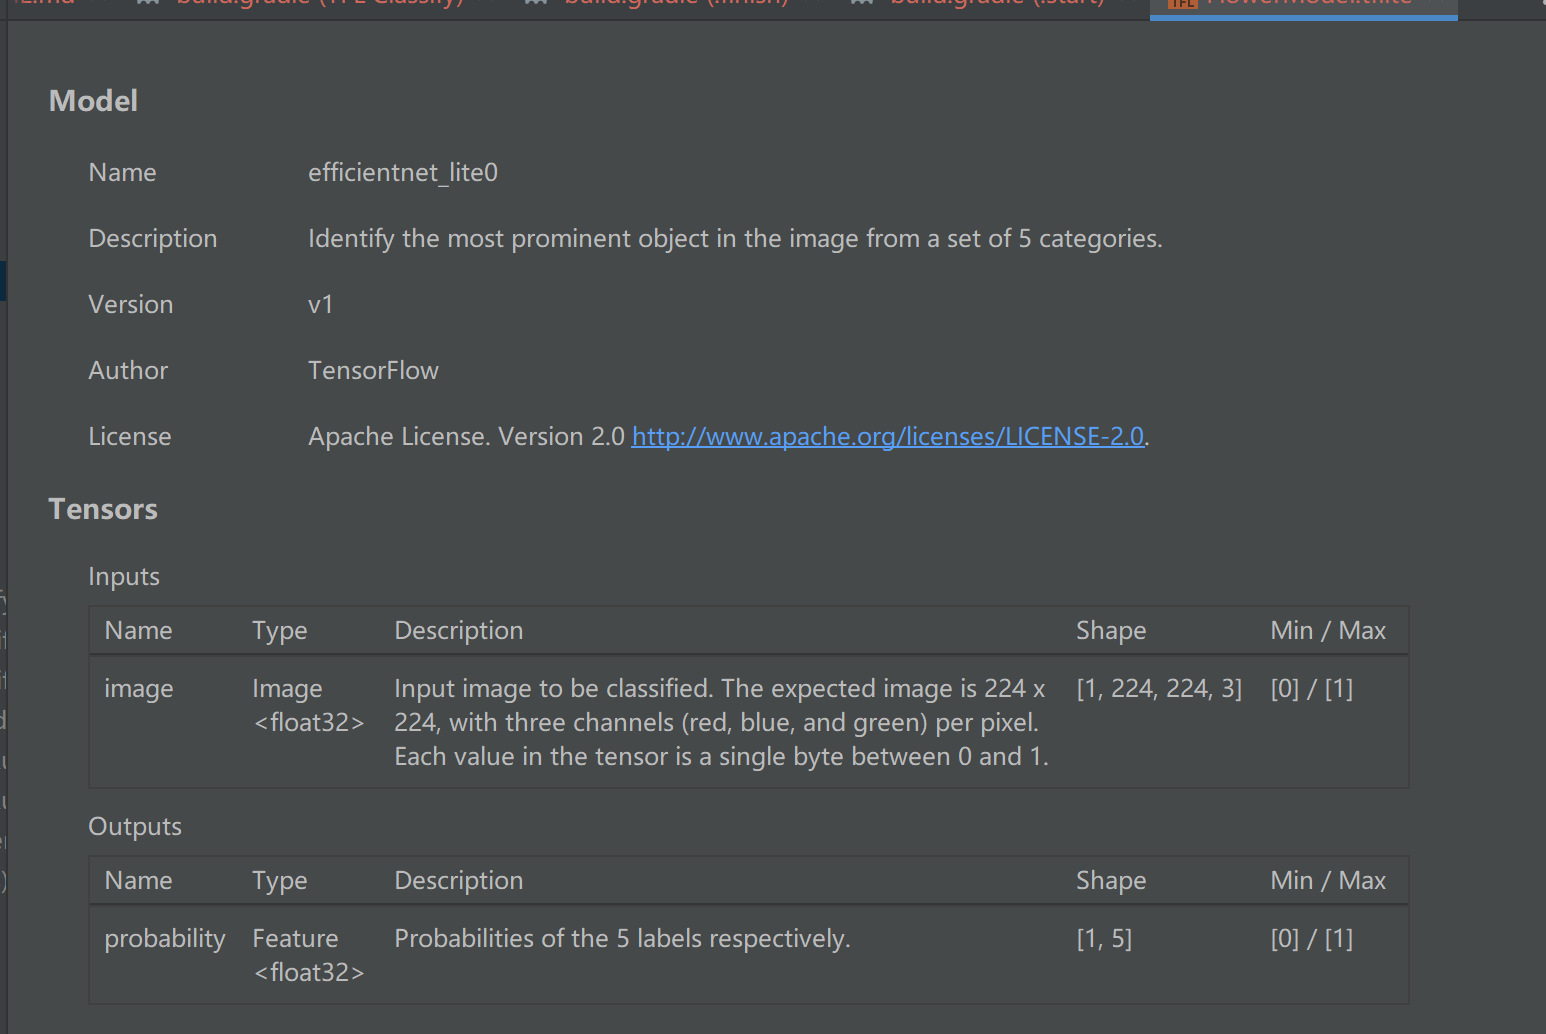 build.gradle (TFL Classify)
build.gradle (:finish)
build.gradle (:start)
TFL FlowerModel.tflite
Model
Name efficientnet_lite0
Description Identify the most prominent object in the image from a set of 5 categories.
Version v1
Author TensorFlow
License Apache License. Version 2.0 http://www.apache.org/licenses/LICENSE-2.0.
Tensors
Inputs
Name Type Description Shape Min / Max
image Image Input image to be classified. The expected image is 224 x [1, 224, 224, 3] [0] / [1]
<float32> 224, with three channels (red, blue, and green) per pixel.
Each value in the tensor is a single byte between 0 and 1.
Outputs
Name Type Description Shape Min / Max
probability Feature Probabilities of the 5 labels respectively. [1, 5] [0] / [1]
<float32>